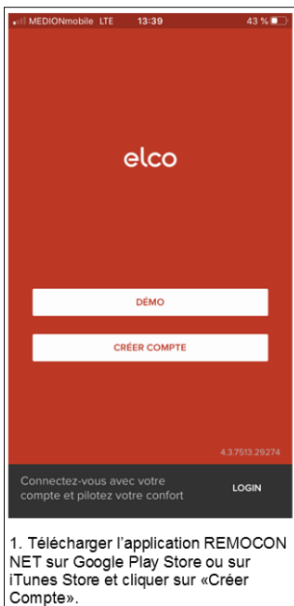 MEDIONmobile LTE 13:39 43 %
elco
DÉMO
CRÉER COMPTE
4.3.7513.29274
Connectez-vous avec votre
compte et pilotez votre confort
LOGIN
1. Télécharger l'application REMOCON
NET sur Google Play Store ou sur
iTunes Store et cliquer sur «Créer
Compte».